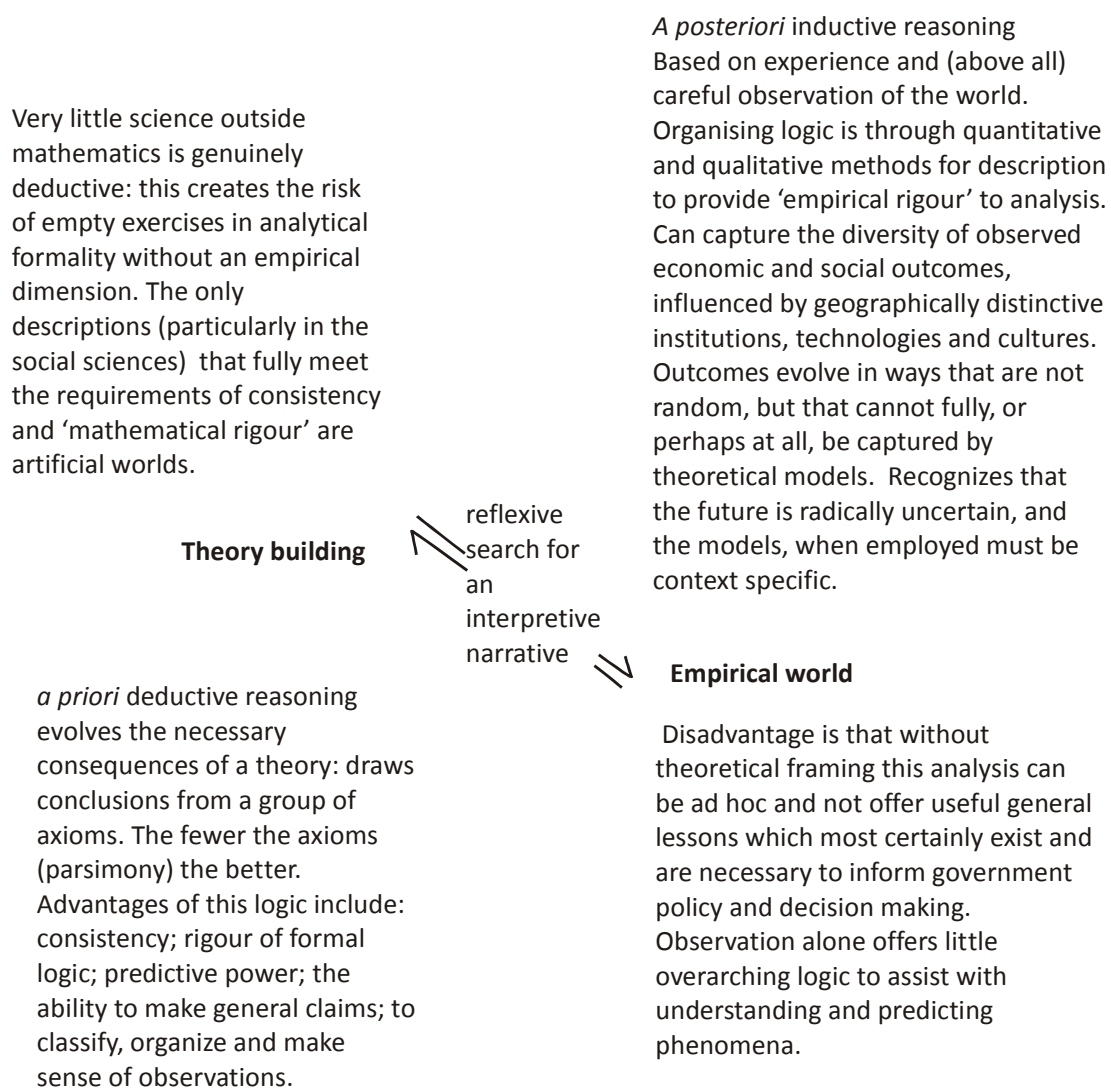 Very little science outside
mathematics is genuinely
deductive: this creates the risk
of empty exercises in analytical
formality without an empirical
dimension. The only
descriptions (particularly in the
social sciences)  that fully meet
the requirements of consistency
and ‘mathematical rigour’ are
artificial worlds.
Theory building
a priori deductive reasoning
evolves the necessary
consequences of a theory: draws
conclusions from a group of
axioms. The fewer the axioms
(parsimony) the better.
Advantages of this logic include:
consistency; rigour of formal
logic; predictive power; the
ability to make general claims; to
classify, organize and make
sense of observations.
reflexive
search for
an
interpretive
narrative
A posteriori inductive reasoning
Based on experience and (above all)
careful observation of the world.
Organising logic is through quantitative
and qualitative methods for description
to provide ‘empirical rigour’ to analysis.
Can capture the diversity of observed
economic and social outcomes,
influenced by geographically distinctive
institutions, technologies and cultures.
Outcomes evolve in ways that are not
random, but that cannot fully, or
perhaps at all, be captured by
theoretical models.  Recognizes that
the future is radically uncertain, and
the models, when employed must be
context specific.
Empirical world
Disadvantage is that without
theoretical framing this analysis can
be ad hoc and not offer useful general
lessons which most certainly exist and
are necessary to inform government
policy and decision making.
Observation alone offers little
overarching logic to assist with
understanding and predicting
phenomena.